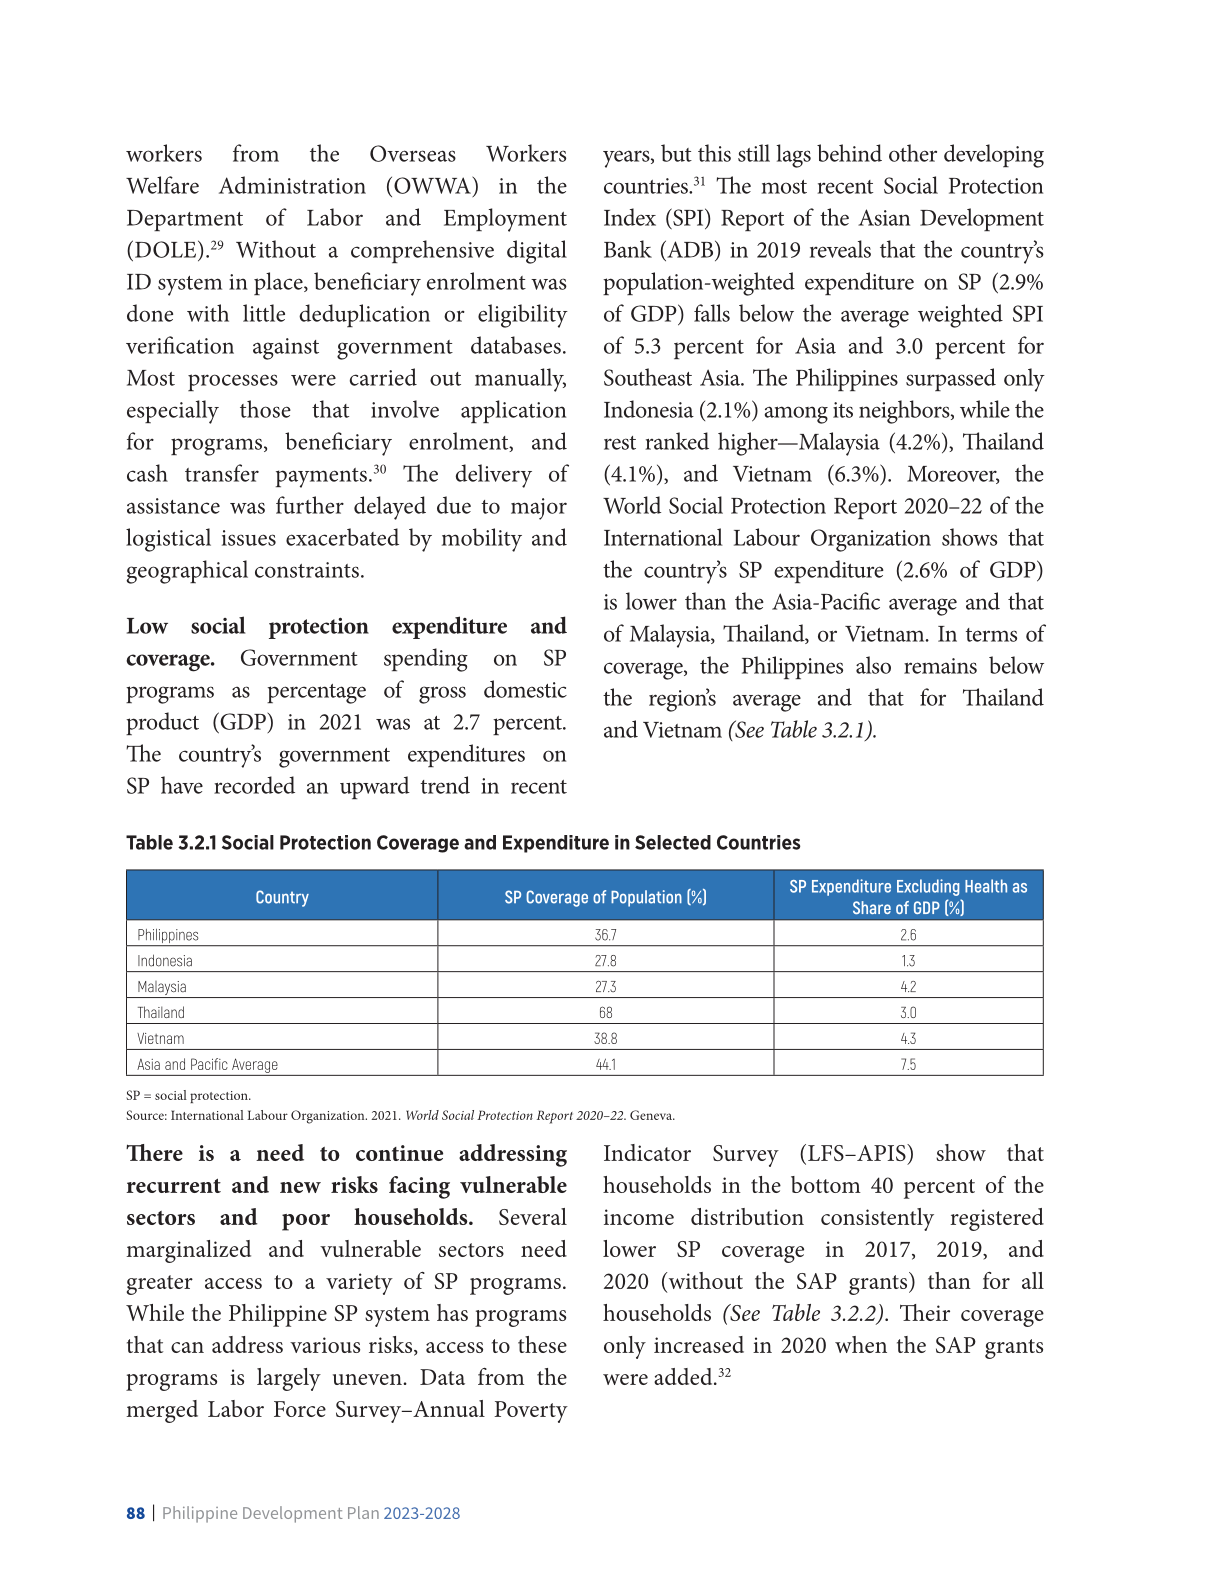 workers from the Overseas Workers
Welfare Administration (OWWA) in the
Department of Labor and Employment
(DOLE).29 Without a comprehensive digital
ID system in place, beneficiary enrolment was
done with little deduplication or eligibility
verification against government databases.
Most processes were carried out manually,
especially those that involve application
for programs, beneficiary enrolment, and
cash transfer payments.30 The delivery of
assistance was further delayed due to major
logistical issues exacerbated by mobility and
geographical constraints.
Low social protection expenditure and
coverage. Government spending on SP
programs as percentage of gross domestic
product (GDP) in 2021 was at 2.7 percent.
The country's government expenditures on
SP have recorded an upward trend in recent
years, but this still lags behind other developing
countries.31 The most recent Social Protection
Index (SPI) Report of the Asian Development
Bank (ADB) in 2019 reveals that the country's
population-weighted expenditure on SP (2.9%
of GDP) falls below the average weighted SPI
of 5.3 percent for Asia and 3.0 percent for
Southeast Asia. The Philippines surpassed only
Indonesia (2.1%) among its neighbors, while the
rest ranked higher—Malaysia (4.2%), Thailand
(4.1%), and Vietnam (6.3%). Moreover, the
World Social Protection Report 2020–22 of the
International Labour Organization shows that
the country's SP expenditure (2.6% of GDP)
is lower than the Asia-Pacific average and that
of Malaysia, Thailand, or Vietnam. In terms of
coverage, the Philippines also remains below
the region's average and that for Thailand
and Vietnam (See Table 3.2.1).
Table 3.2.1 Social Protection Coverage and Expenditure in Selected Countries
Country SP Coverage of Population (%) SP Expenditure Excluding Health as
Share of GDP (%)
Philippines 36.7 2.6
Indonesia 27.8 1.3
Malaysia 27.3 4.2
Thailand 68 3.0
Vietnam 38.8 4.3
Asia and Pacific Average 44.1 7.5
SP = social protection.
Source: International Labour Organization. 2021. World Social Protection Report 2020–22. Geneva.
There is a need to continue addressing
recurrent and new risks facing vulnerable
sectors and poor households. Several
marginalized and vulnerable sectors need
greater access to a variety of SP programs.
While the Philippine SP system has programs
that can address various risks, access to these
programs is largely uneven. Data from the
merged Labor Force Survey–Annual Poverty
Indicator Survey (LFS–APIS) show that
households in the bottom 40 percent of the
income distribution consistently registered
lower SP coverage in 2017, 2019, and
2020 (without the SAP grants) than for all
households (See Table 3.2.2). Their coverage
only increased in 2020 when the SAP grants
were added.32
88 | Philippine Development Plan 2023-2028